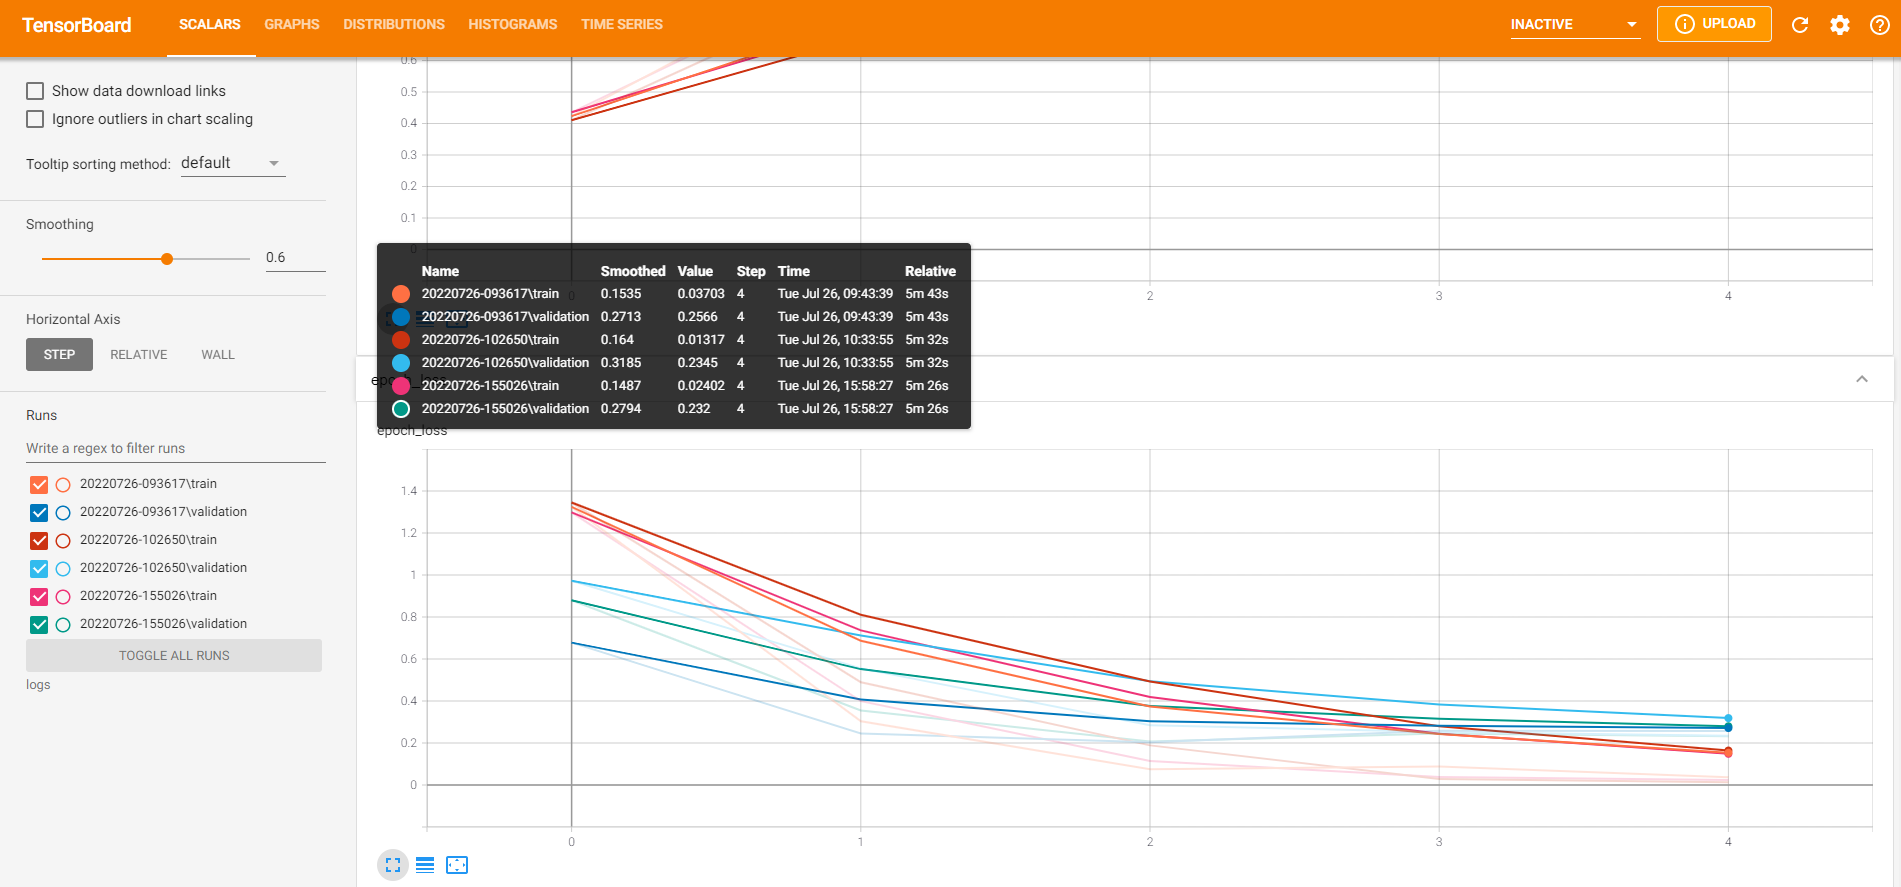 TensorBoard SCALARS GRAPHS DISTRIBUTIONS HISTOGRAMS TIME SERIES INACTIVE UPLOAD
Show data download links
Ignore outliers in chart scaling
Tooltip sorting method: default
Smoothing
0.6
Horizontal Axis
STEP RELATIVE WALL
Runs
Write a regex to filter runs
20220726-093617\train
20220726-093617\validation
20220726-102650\train
20220726-102650\validation
20220726-155026\train
20220726-155026\validation
TOGGLE ALL RUNS
logs
0.6
0.5
0.4
0.3
0.2
0.1
0
0 2 3 4
Name Smoothed Value Step Time Relative
20220726-093617\train 0.1535 0.03703 4 Tue Jul 26, 09:43:39 5m 43s
20220726-093617\validation 0.2713 0.2566 4 Tue Jul 26, 09:43:39 5m 43s
20220726-102650\train 0.164 0.01317 4 Tue Jul 26, 10:33:55 5m 32s
20220726-102650\validation 0.3185 0.2345 4 Tue Jul 26, 10:33:55 5m 32s
20220726-155026\train 0.1487 0.02402 4 Tue Jul 26, 15:58:27 5m 26s
20220726-155026\validation 0.2794 0.232 4 Tue Jul 26, 15:58:27 5m 26s
epoch_loss
1.4
1.2
1
0.8
0.6
0.4
0.2
0
0 1 2 3 4